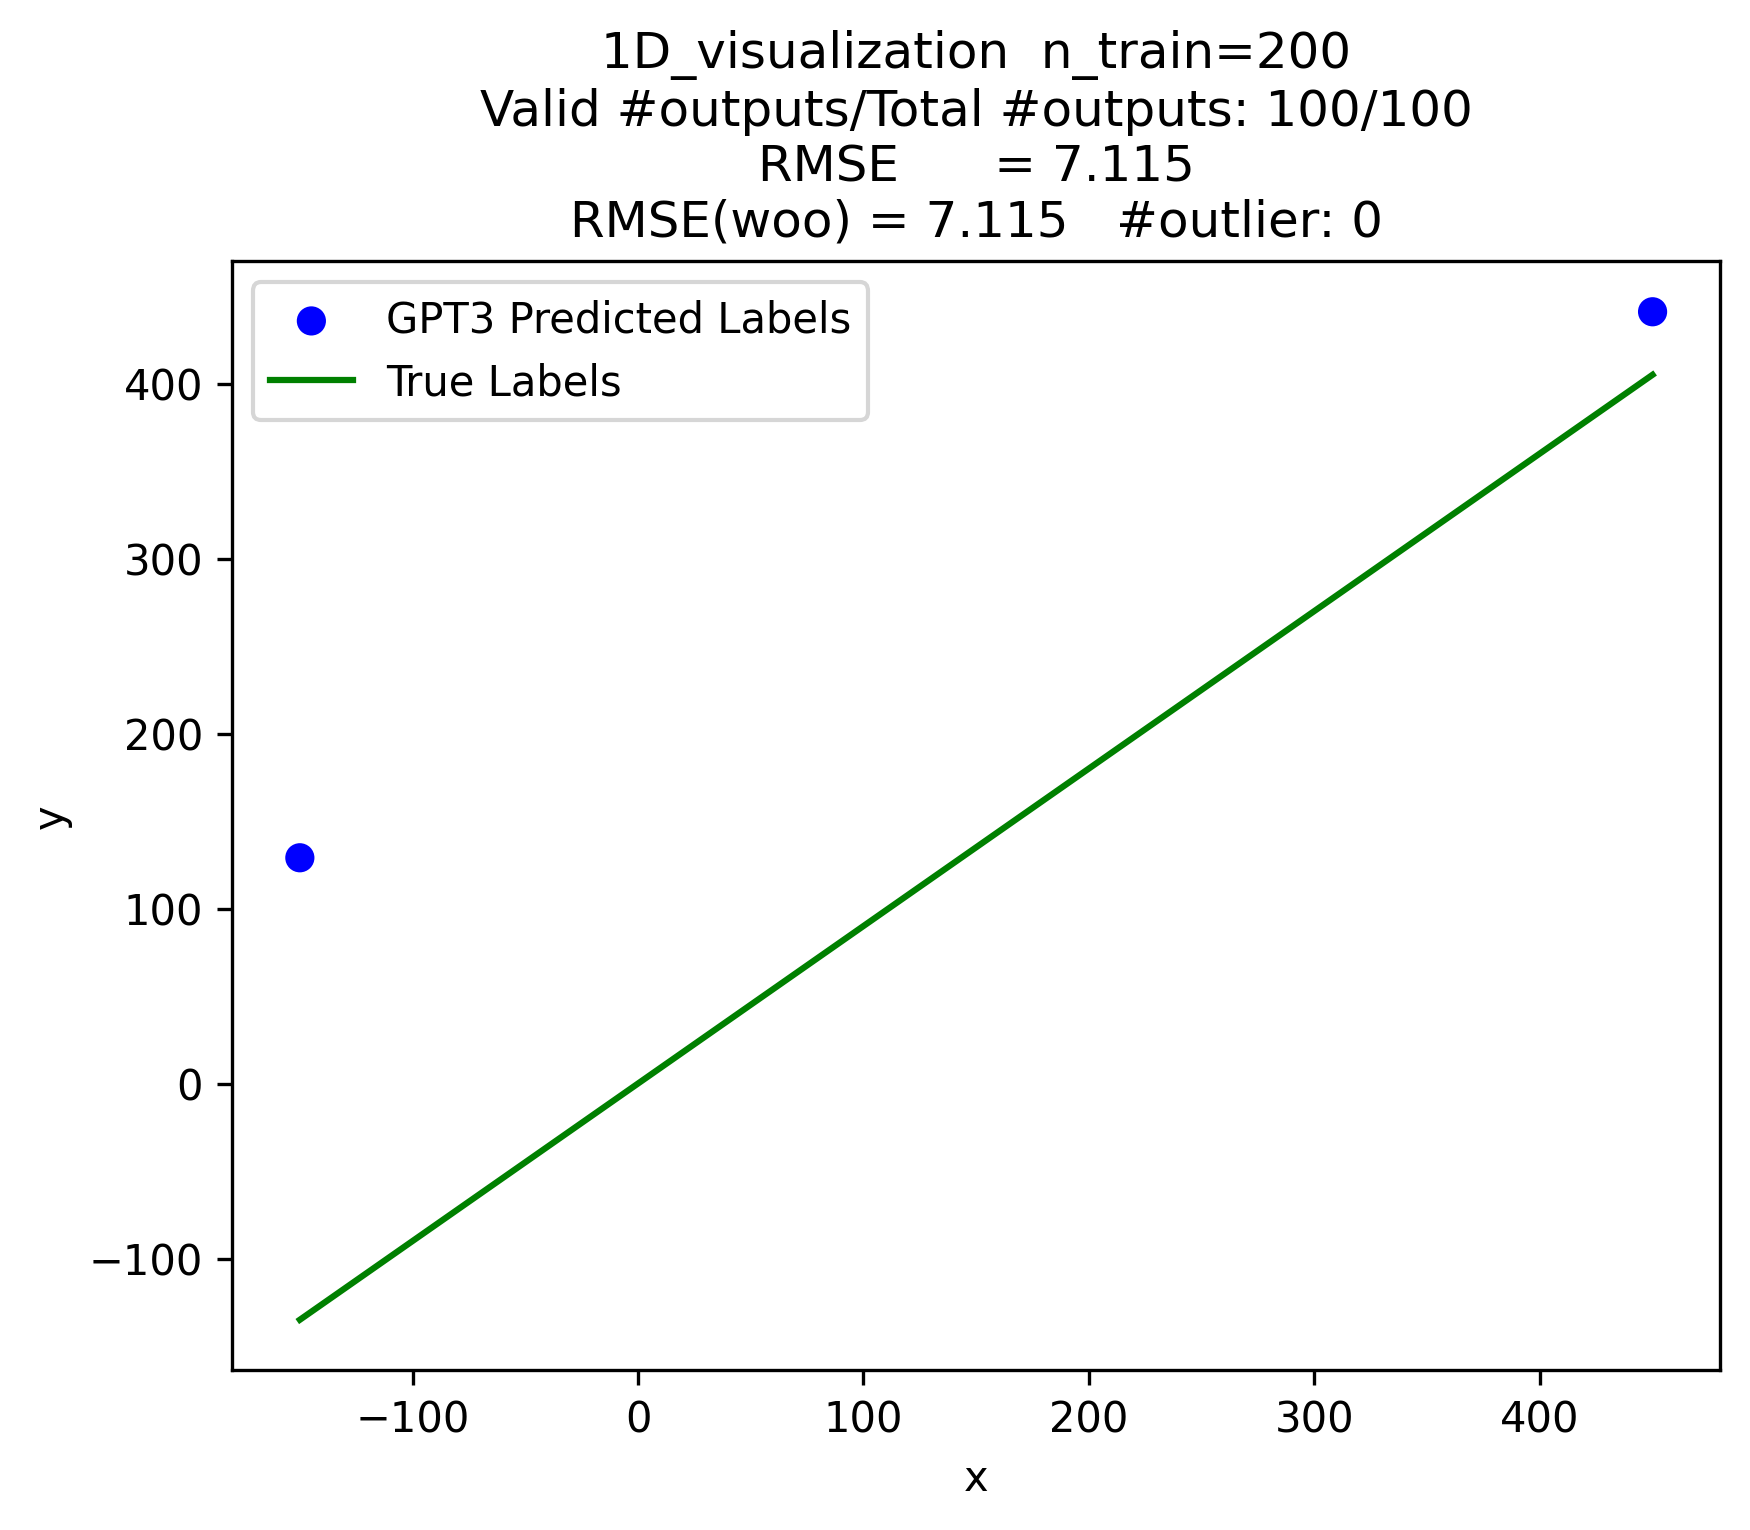 1D_visualization  n_train=200
Valid #outputs/Total #outputs: 100/100
RMSE      = 7.115
RMSE(woo) = 7.115   #outlier: 0
GPT3 Predicted Labels
True Labels
400
300
200
100
0
−100
y
−100 0 100 200 300 400
x